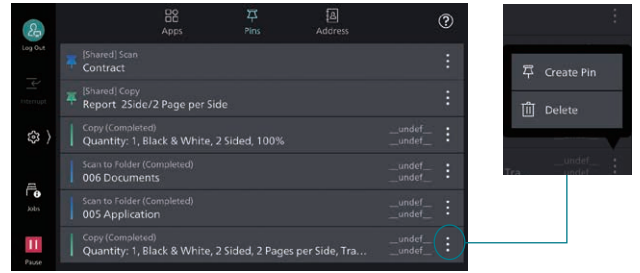 Apps
Pins
Address
Log Out
[Shared] Scan
Contract
Interrupt
[Shared] Copy
Report 2Side/2 Page per Side
Copy (Completed)
__undef__
Quantity: 1, Black & White, 2 Sided, 100%
__undef__
Scan to Folder (Completed)
__undef__
006 Documents
__undef__
Jobs
Scan to Folder (Completed)
__undef__
005 Application
__undef__
Pause
Copy (Completed)
__undef__
Quantity: 1, Black & White, 2 Sided, 2 Pages per Side, Tra...
__undef__
Create Pin
Delete
__undef__
Tra
__undef__